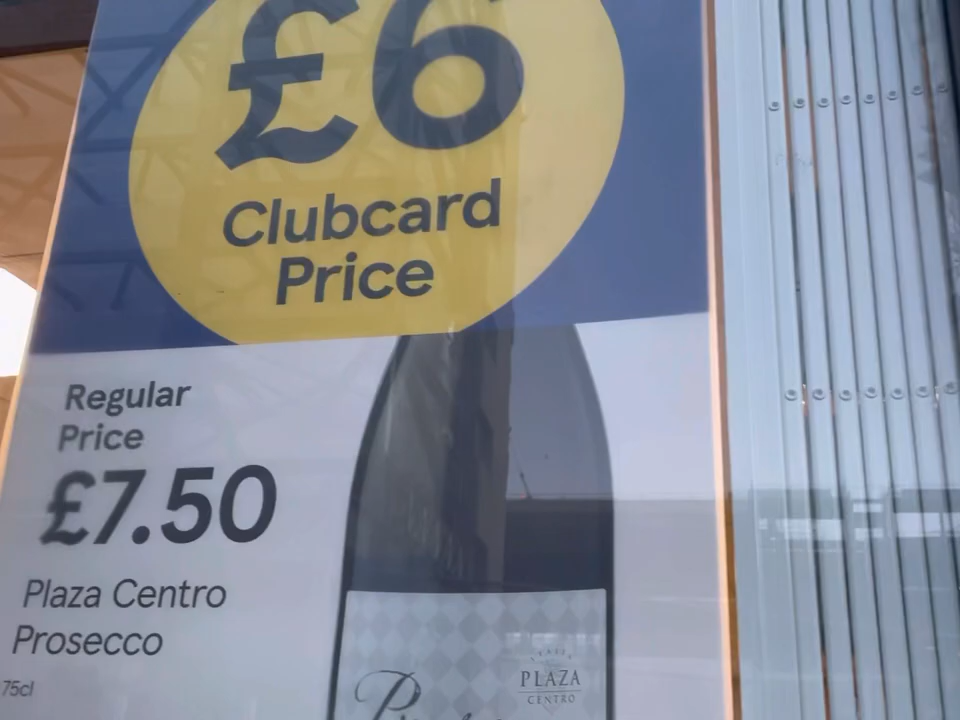 £6
Clubcard
Price
Regular
Price
£7.50
Plaza Centro
Prosecco
75cl
PLAZA
CENTRO